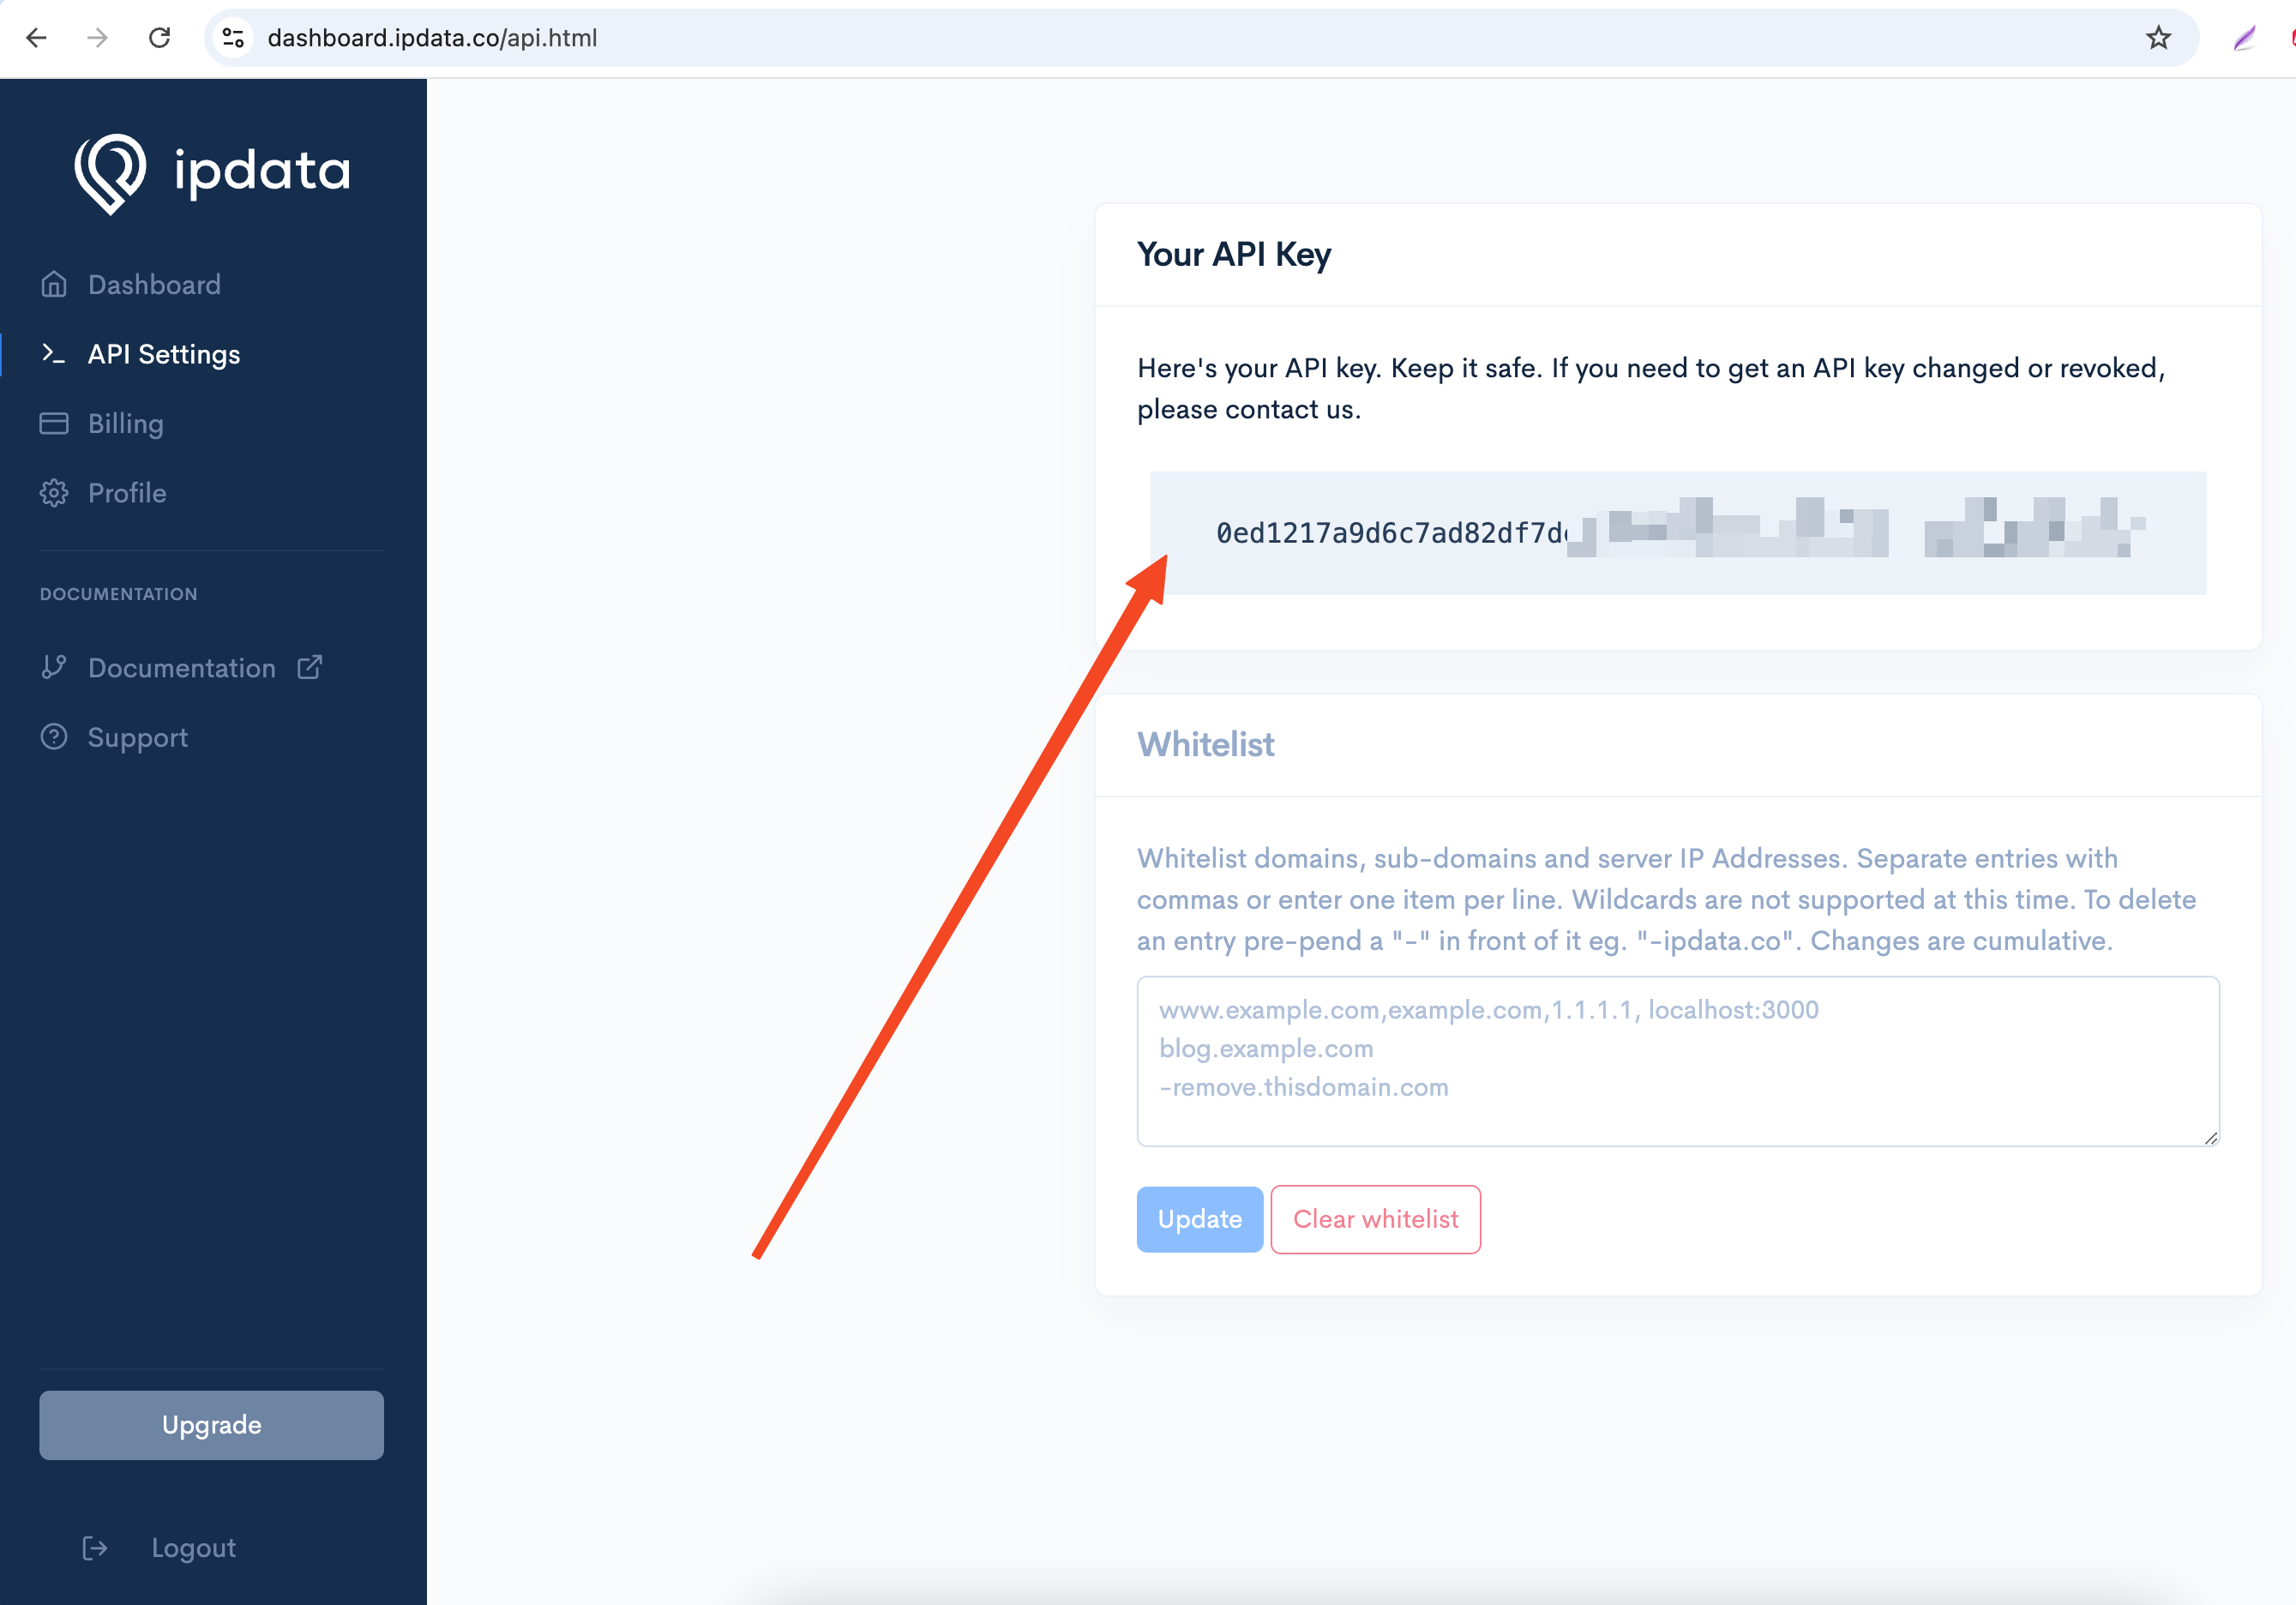 dashboard.ipdata.co/api.html
ipdata
Dashboard
API Settings
Billing
Profile
DOCUMENTATION
Documentation
Support
Upgrade
Logout
Your API Key
Here's your API key. Keep it safe. If you need to get an API key changed or revoked,
please contact us.
0ed1217a9d6c7ad82df7d
Whitelist
Whitelist domains, sub-domains and server IP Addresses. Separate entries with
commas or enter one item per line. Wildcards are not supported at this time. To delete
an entry pre-pend a "-" in front of it eg. "-ipdata.co". Changes are cumulative.
www.example.com,example.com,1.1.1.1, localhost:3000
blog.example.com
-remove.thisdomain.com
Update
Clear whitelist